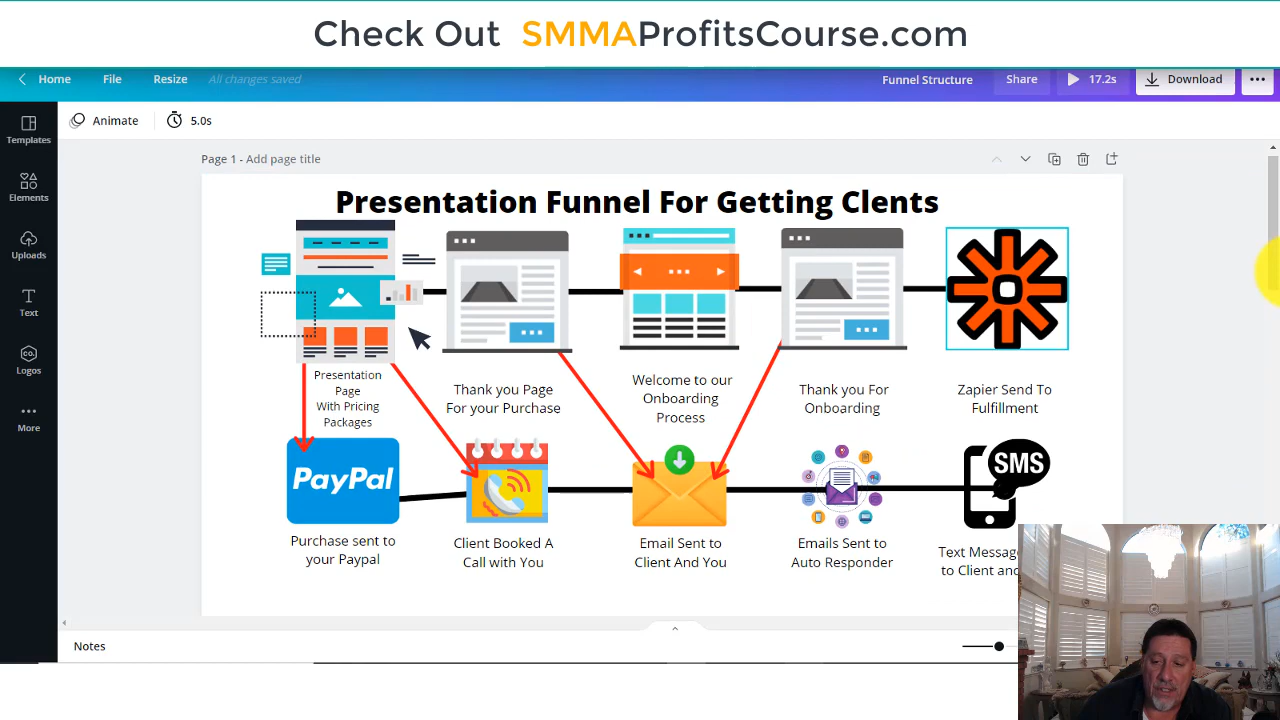 Check Out SMMAProfitsCourse.com
Home File Resize All changes saved Funnel Structure Share 17.2s Download
Templates
Elements
Uploads
Text
Logos
More
Animate 5.0s
Page 1 - Add page title
Presentation Funnel For Getting Clents
Presentation
Page
With Pricing
Packages
Thank you Page
For your Purchase
Welcome to our
Onboarding
Process
Thank you For
Onboarding
Zapier Send To
Fulfillment
PayPal
SMS
Purchase sent to
your Paypal
Client Booked A
Call with You
Email Sent to
Client And You
Emails Sent to
Auto Responder
Text Message
to Client and
Notes